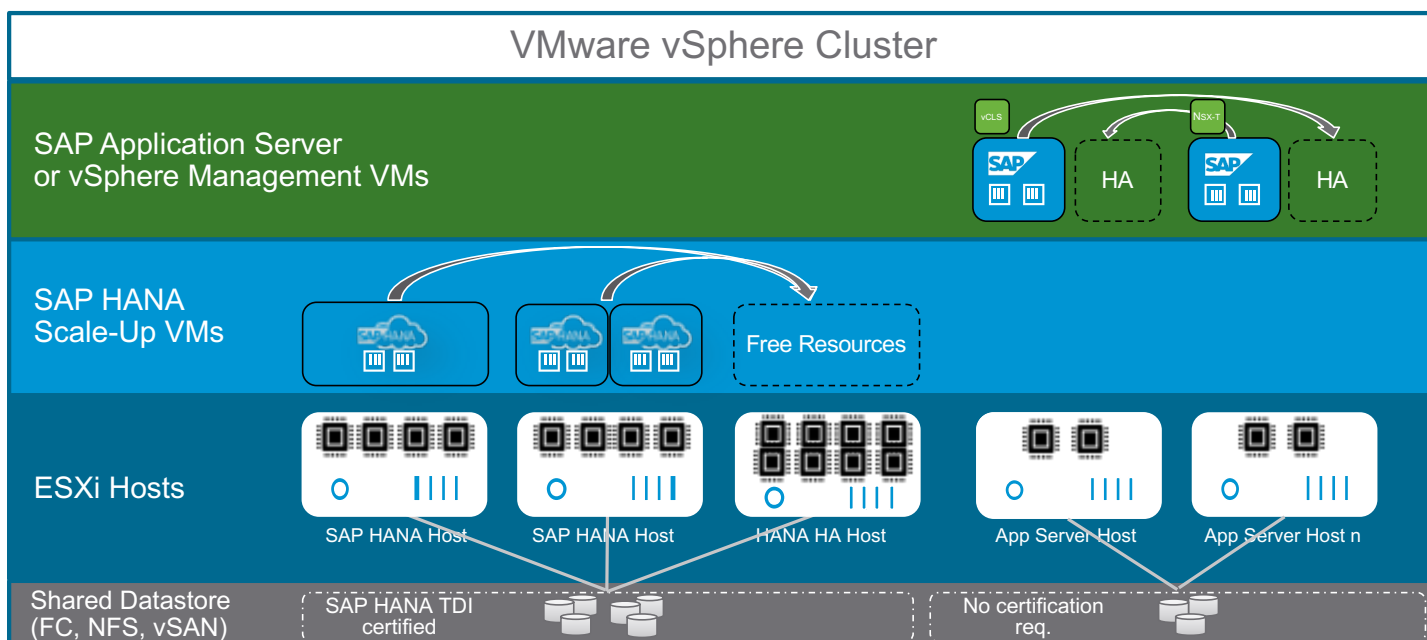 VMware vSphere Cluster
SAP Application Server
or vSphere Management VMs
vCLS
NSX-T
SAP
HA
SAP
HA
SAP HANA
Scale-Up VMs
SAP HANA
SAP HANA
SAP HANA
Free Resources
ESXi Hosts
SAP HANA Host
SAP HANA Host
HANA HA Host
App Server Host
App Server Host n
Shared Datastore
(FC, NFS, vSAN)
SAP HANA TDI
certified
No certification
req.